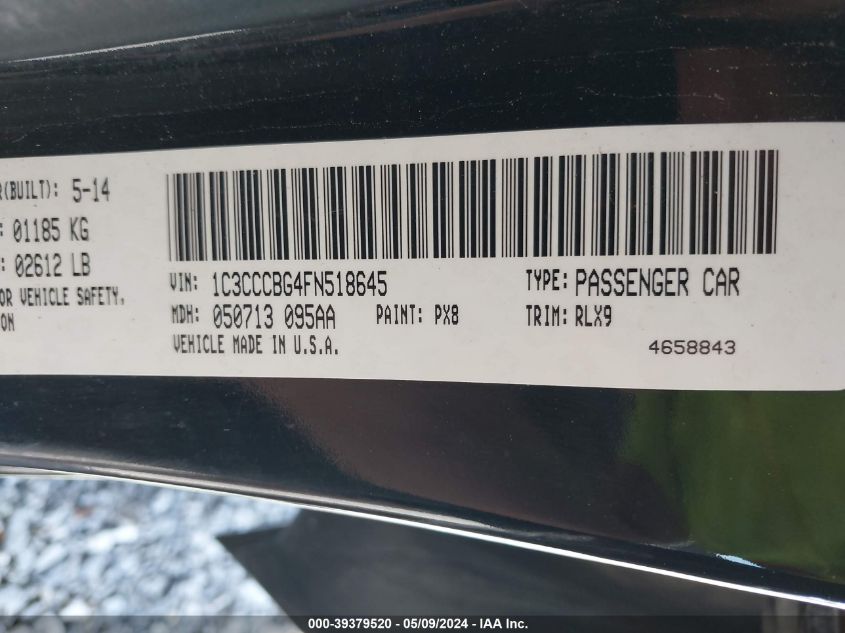 R(BUILT): 5-14
: 01185 KG
: 02612 LB
OR VEHICLE SAFETY,
ON
VIN: 1C3CCCBG4FN518645 TYPE: PASSENGER CAR
MDH: 050713 095AA PAINT: PX8 TRIM: RLX9
VEHICLE MADE IN U.S.A. 4658843
000-39379520 - 05/09/2024 - IAA Inc.